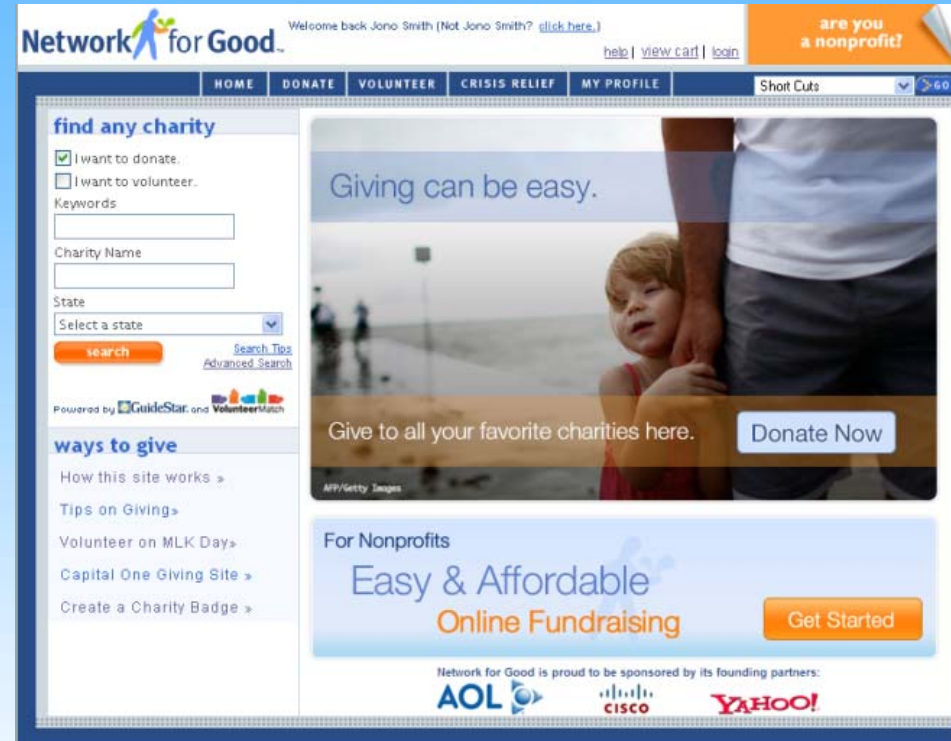 Network for Good
Welcome back Jono Smith (Not Jono Smith? click here.)
help | view cart | login
are you
a nonprofit?
HOME DONATE VOLUNTEER CRISIS RELIEF MY PROFILE
Short Cuts
GO
find any charity
I want to donate.
I want to volunteer.
Keywords
Charity Name
State
Select a state
search
Search Tips
Advanced Search
Powered by GuideStar. and VolunteerMatch
ways to give
How this site works »
Tips on Giving»
Volunteer on MLK Day»
Capital One Giving Site »
Create a Charity Badge »
Giving can be easy.
Give to all your favorite charities here.
Donate Now
AFP/Getty Images
For Nonprofits
Easy & Affordable
Online Fundraising
Get Started
Network for Good is proud to be sponsored by its founding partners:
AOL
CISCO
YAHOO!